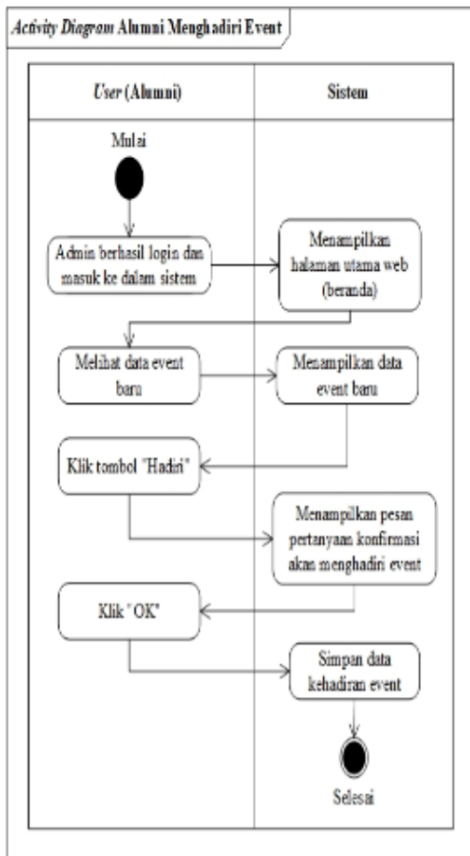 Activity Diagram Alumni Menghadiri Event
User (Alumni)
Sistem
Mulai
Admin berhasil login dan
masuk ke dalam sistem
Menampilkan
halaman utama web
(beranda)
Melihat data event
baru
Menampilkan data
event baru
Klik tombol "Hadiri"
Menampilkan pesan
pertanyaan konfirmasi
akan menghadiri event
Klik "OK"
Simpan data
kehadiran event
Selesai